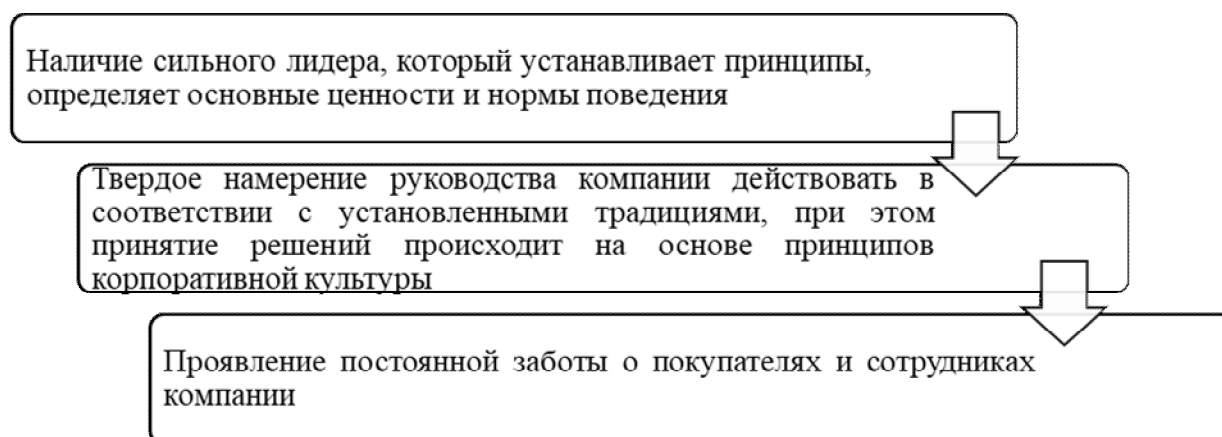 Наличие сильного лидера, который устанавливает принципы,
определяет основные ценности и нормы поведения
Твердое намерение руководства компании действовать в
соответствии с установленными традициями, при этом
принятие решений происходит на основе принципов
корпоративной культуры
Проявление постоянной заботы о покупателях и сотрудниках
компании